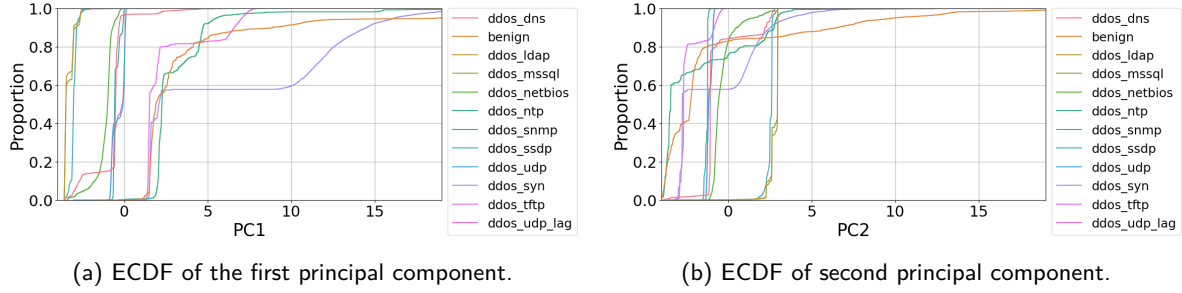 1.0
0.8
0.6
0.4
0.2
0.0
Proportion
0 5 10 15
PC1
ddos_dns
benign
ddos_ldap
ddos_mssql
ddos_netbios
ddos_ntp
ddos_snmp
ddos_ssdp
ddos_udp
ddos_syn
ddos_tftp
ddos_udp_lag
(a) ECDF of the first principal component.
1.0
0.8
0.6
0.4
0.2
0.0
Proportion
0 5 10 15
PC2
ddos_dns
benign
ddos_ldap
ddos_mssql
ddos_netbios
ddos_ntp
ddos_snmp
ddos_ssdp
ddos_udp
ddos_syn
ddos_tftp
ddos_udp_lag
(b) ECDF of second principal component.